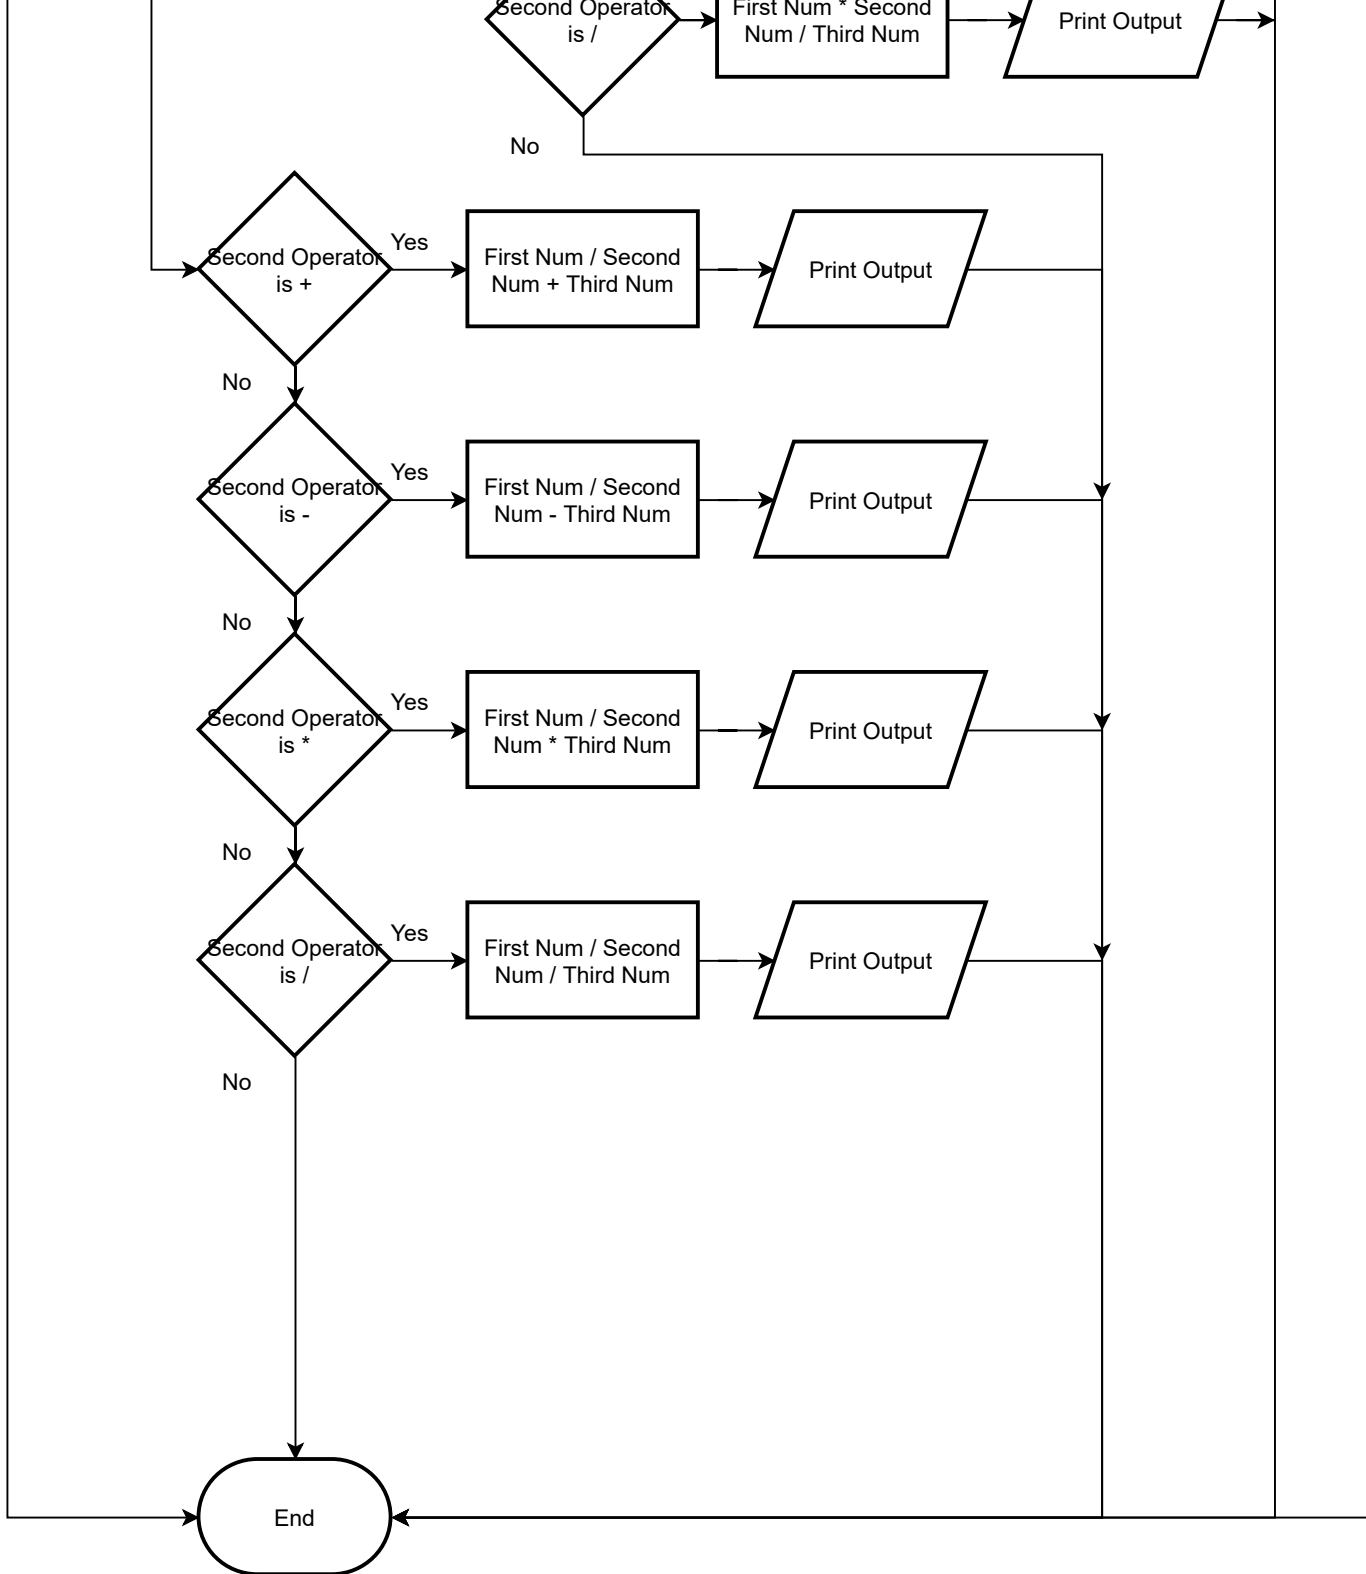 Second Operator
is /
First Num * Second
Num / Third Num
Print Output
No
Second Operator
is +
Yes
First Num / Second
Num + Third Num
Print Output
No
Second Operator
is -
Yes
First Num / Second
Num - Third Num
Print Output
No
Second Operator
is *
Yes
First Num / Second
Num * Third Num
Print Output
No
Second Operator
is /
Yes
First Num / Second
Num / Third Num
Print Output
No
End